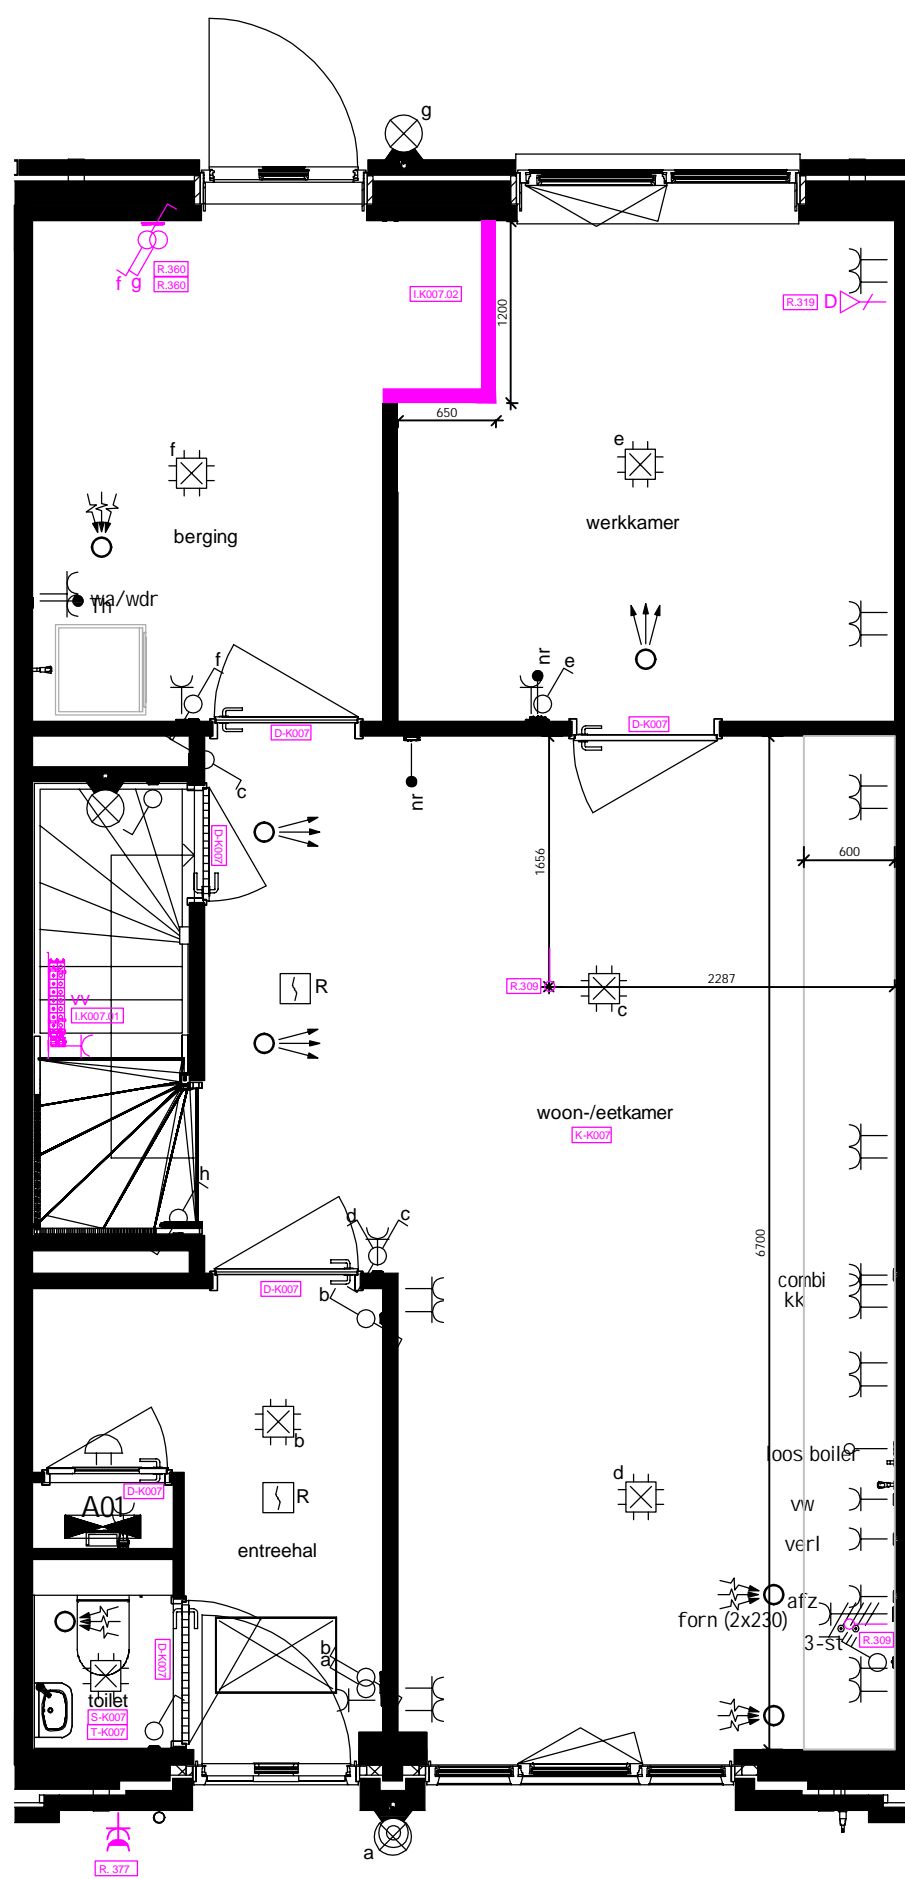 g
f g
R.360
R.360
I.K007.02
1200
R.319 D
650
f
e
berging
werkkamer
wa/wdr
f
nr
e
D-K007
D-K007
c
nr
D-K007
1656
600
R
R.309
2287
c
vv
I.K007.01
woon-/eetkamer
K-K007
h
d
c
6700
D-K007
b
combi
kk
b
loos boiler
d
D-K007
A01
R
vw
entreehal
verl
afz
forn (2x230)
3-st
R.309
D-K007
b
a
toilet
S-K007
T-K007
a
R. 377